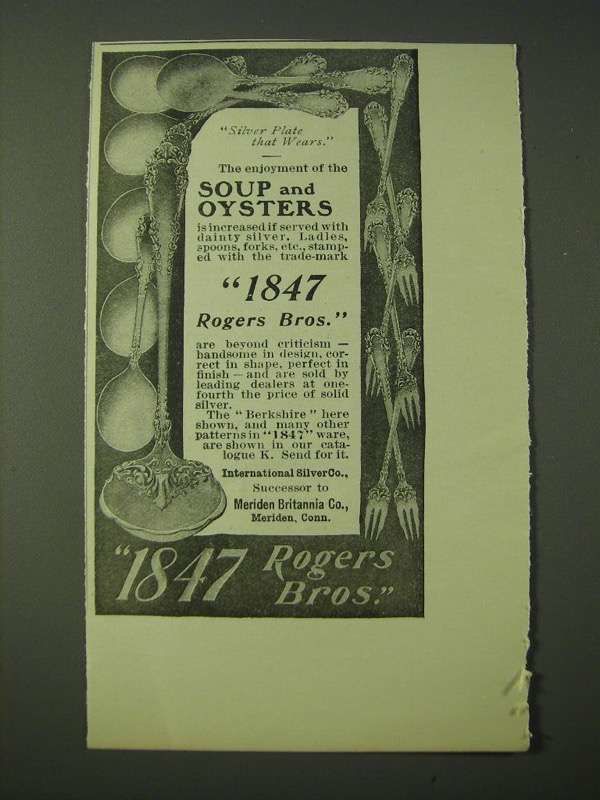 "Silver Plate
that Wears."
The enjoyment of the
SOUP and
OYSTERS
is increased if served with
dainty silver. Ladles,
spoons, forks, etc., stamp-
ed with the trade-mark
"1847
Rogers Bros."
are beyond criticism —
handsome in design, cor-
rect in shape, perfect in
finish — and are sold by
leading dealers at one-
fourth the price of solid
silver.
The "Berkshire" here
shown, and many other
patterns in "1847" ware,
are shown in our cata-
logue K. Send for it.
International Silver Co.,
Successor to
Meriden Britannia Co.,
Meriden, Conn.
"1847 Rogers
Bros."